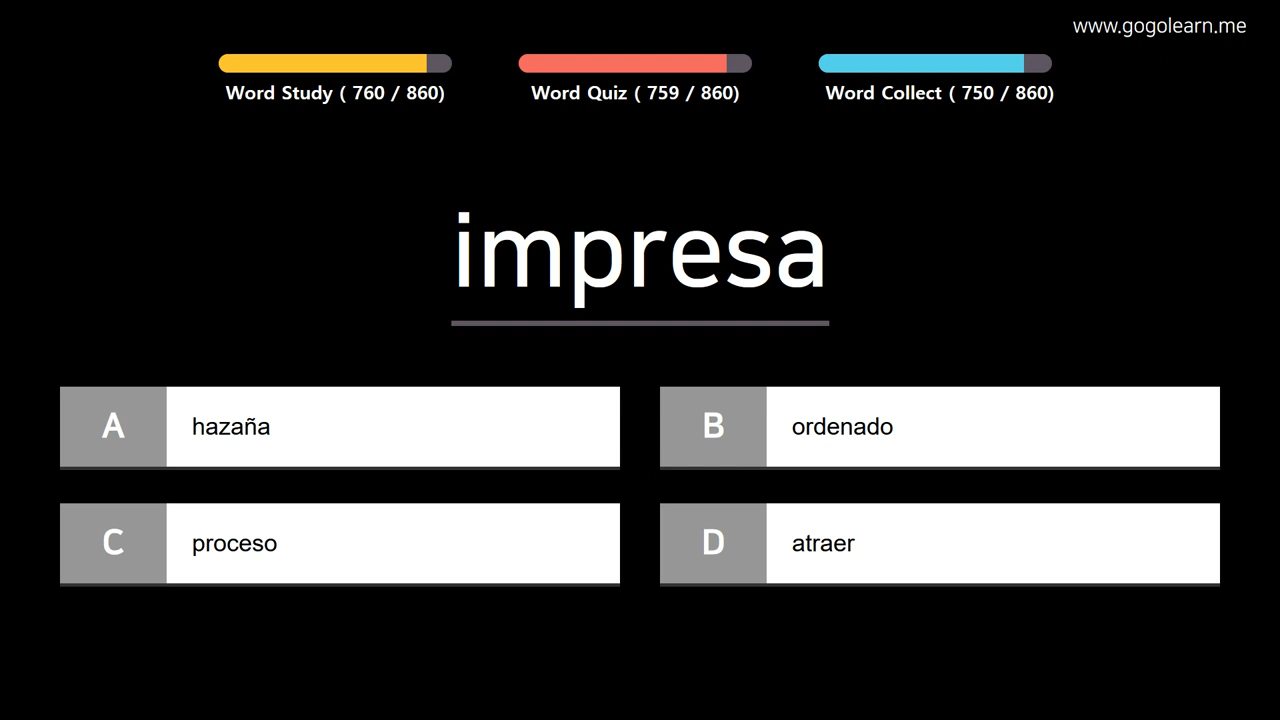 www.gogolearn.me
Word Study ( 760 / 860)
Word Quiz ( 759 / 860)
Word Collect ( 750 / 860)
impresa
A hazaña
B ordenado
C proceso
D atraer